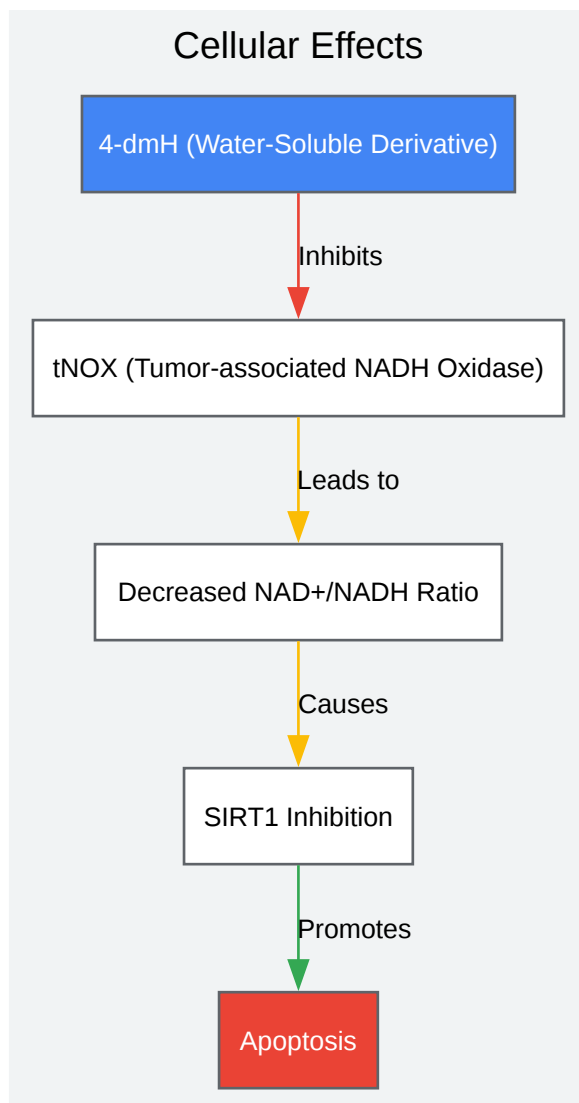 Cellular Effects
4-dmH (Water-Soluble Derivative)
Inhibits
tNOX (Tumor-associated NADH Oxidase)
Leads to
Decreased NAD+/NADH Ratio
Causes
SIRT1 Inhibition
Promotes
Apoptosis